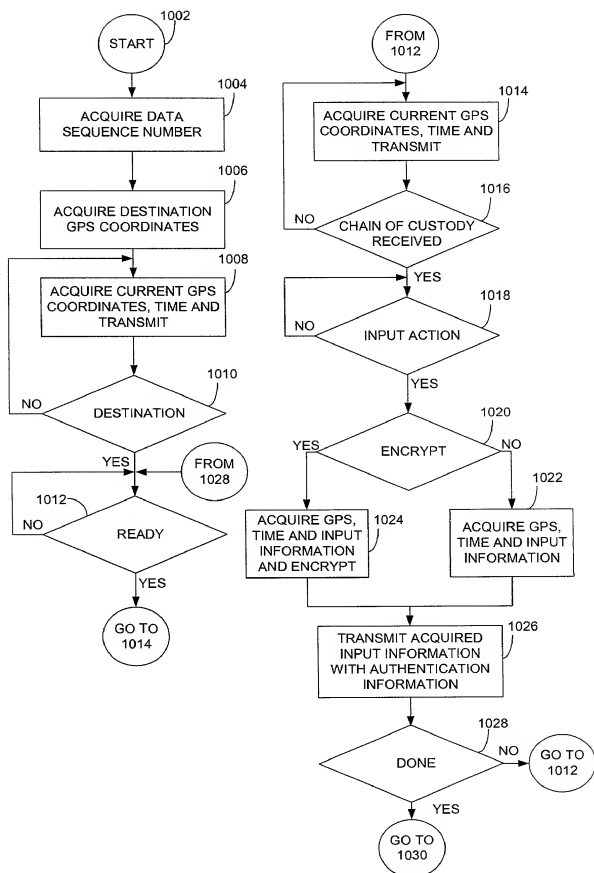 1002
START
1004
ACQUIRE DATA
SEQUENCE NUMBER
1006
ACQUIRE DESTINATION
GPS COORDINATES
1008
ACQUIRE CURRENT GPS
COORDINATES, TIME AND
TRANSMIT
1010
NO
DESTINATION
YES
FROM
1028
1012
NO
READY
YES
GO TO
1014
FROM
1012
1014
ACQUIRE CURRENT GPS
COORDINATES, TIME AND
TRANSMIT
1016
NO
CHAIN OF CUSTODY
RECEIVED
YES
1018
NO
INPUT ACTION
YES
1020
YES
ENCRYPT
NO
1022
1024
ACQUIRE GPS,
TIME AND INPUT
INFORMATION
AND ENCRYPT
ACQUIRE GPS,
TIME AND INPUT
INFORMATION
1026
TRANSMIT ACQUIRED
INPUT INFORMATION
WITH AUTHENTICATION
INFORMATION
1028
DONE
NO
GO TO
1012
YES
GO TO
1030